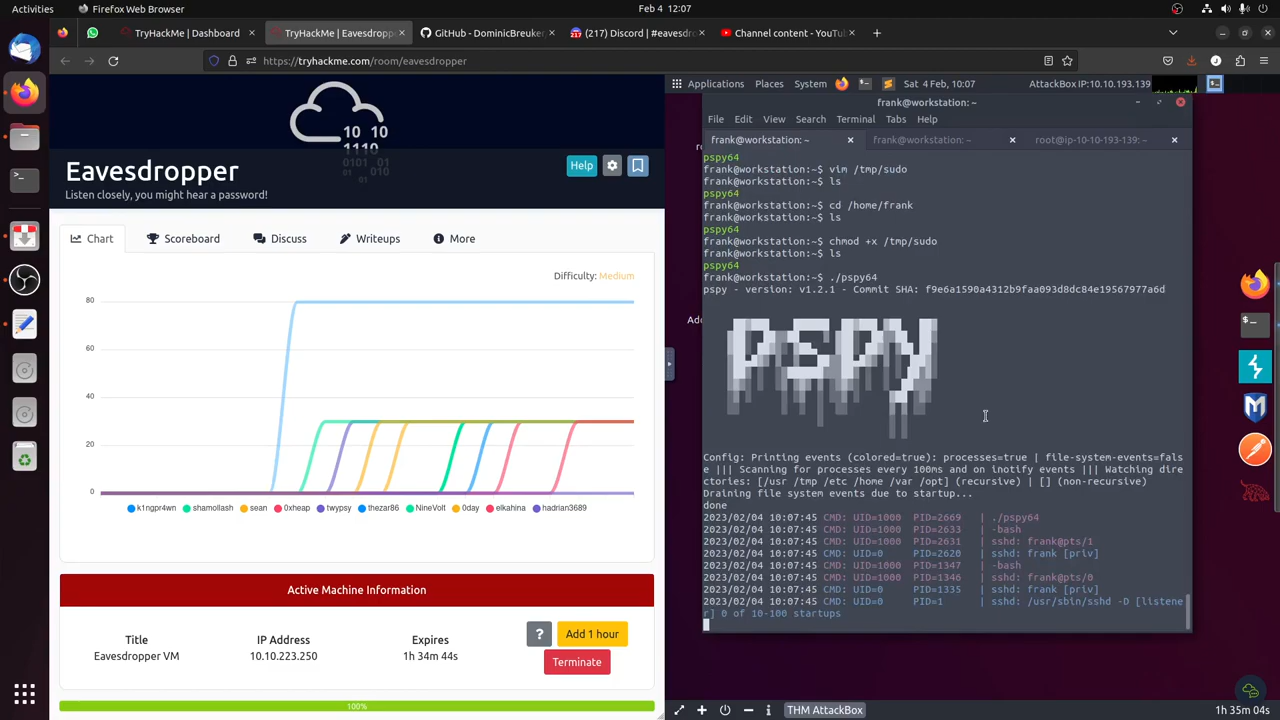 Activities
Firefox Web Browser
Feb 4 12:07
TryHackMe | Dashboard
TryHackMe | Eavesdropp
GitHub - DominicBreuker
(217) Discord | #eavesdro
Channel content - YouTub
https://tryhackme.com/room/eavesdropper
Applications Places System
Sat 4 Feb, 10:07
AttackBox IP:10.10.193.139
10 10
1110
0101 01
01 010
01
Eavesdropper
Listen closely, you might hear a password!
Help
Chart
Scoreboard
Discuss
Writeups
More
Difficulty: Medium
80
60
40
20
0
k1ngpr4wn shamollash sean 0xheap twypsy thezar86 NineVolt 0day elkahina hadrian3689
Active Machine Information
Title
IP Address
Expires
Eavesdropper VM
10.10.223.250
1h 34m 44s
?
Add 1 hour
Terminate
100%
frank@workstation: ~
File Edit View Search Terminal Tabs Help
frank@workstation: ~
frank@workstation: ~
root@ip-10-10-193-139: ~
pspy64
frank@workstation:~$ vim /tmp/sudo
frank@workstation:~$ ls
pspy64
frank@workstation:~$ cd /home/frank
frank@workstation:~$ ls
pspy64
frank@workstation:~$ chmod +x /tmp/sudo
frank@workstation:~$ ls
pspy64
frank@workstation:~$ ./pspy64
pspy - version: v1.2.1 - Commit SHA: f9e6a1590a4312b9faa093d8dc84e19567977a6d
PSPY
Config: Printing events (colored=true): processes=true | file-system-events=fals
e ||| Scanning for processes every 100ms and on inotify events ||| Watching dire
ctories: [/usr /tmp /etc /home /var /opt] (recursive) | [] (non-recursive)
Draining file system events due to startup...
done
2023/02/04 10:07:45 CMD: UID=1000 PID=2669 | ./pspy64
2023/02/04 10:07:45 CMD: UID=1000 PID=2633 | -bash
2023/02/04 10:07:45 CMD: UID=1000 PID=2631 | sshd: frank@pts/1
2023/02/04 10:07:45 CMD: UID=0 PID=2620 | sshd: frank [priv]
2023/02/04 10:07:45 CMD: UID=1000 PID=1347 | -bash
2023/02/04 10:07:45 CMD: UID=1000 PID=1346 | sshd: frank@pts/0
2023/02/04 10:07:45 CMD: UID=0 PID=1335 | sshd: frank [priv]
2023/02/04 10:07:45 CMD: UID=0 PID=1 | sshd: /usr/sbin/sshd -D [listene
r] 0 of 10-100 startups
THM AttackBox
1h 35m 04s